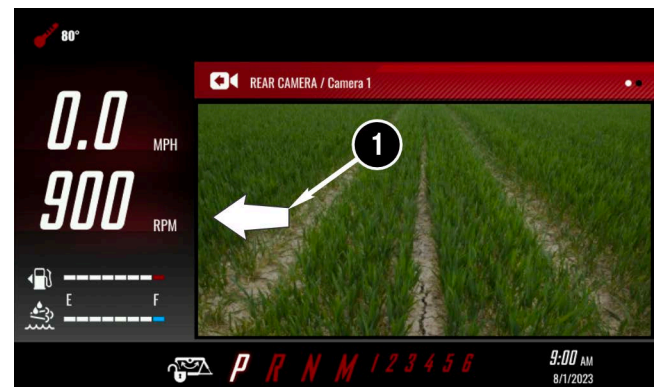 80°
REAR CAMERA / Camera 1
0.0 MPH
1
900 RPM
E F
P R N M 1 2 3 4 5 6
9:00 AM
8/1/2023